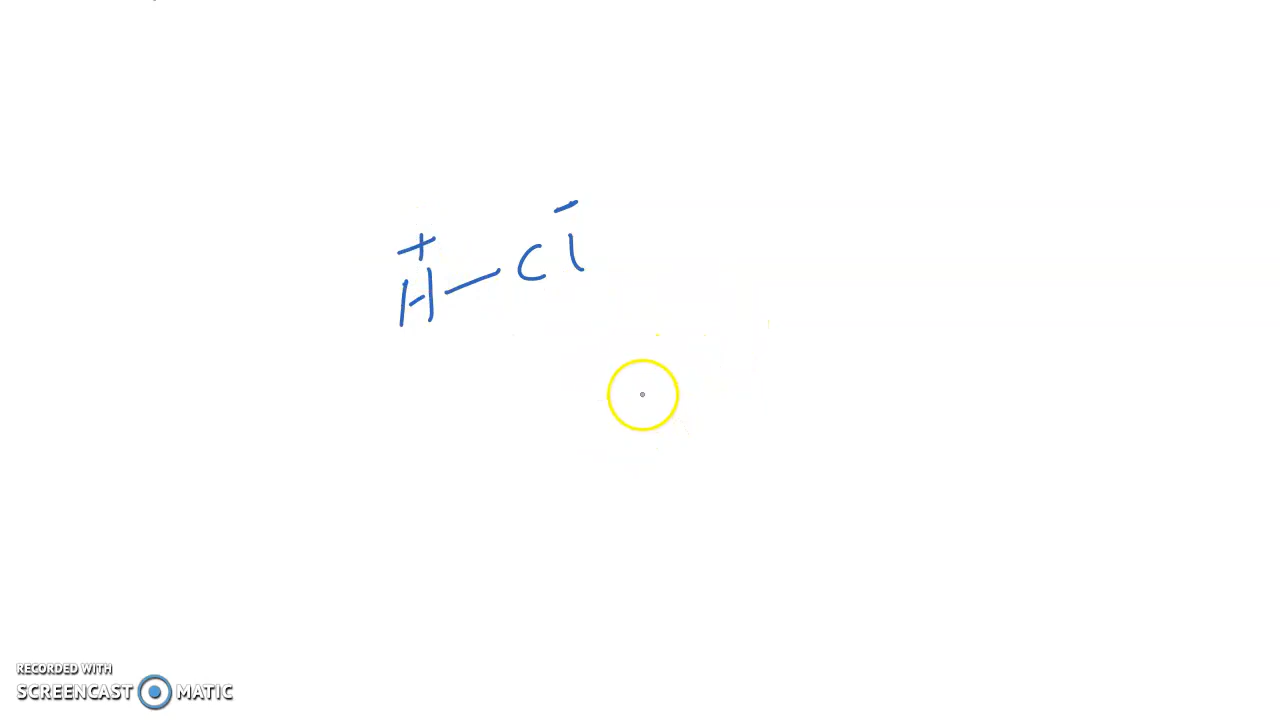 + -
H — Cl
RECORDED WITH
SCREENCAST MATIC